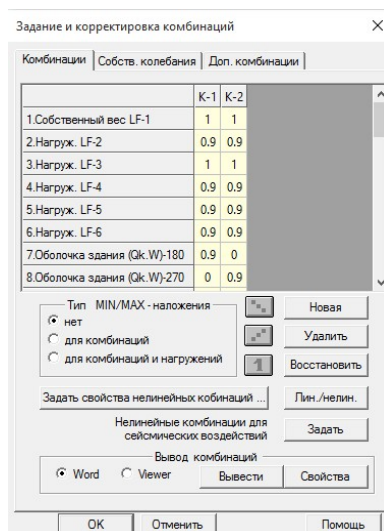 Задание и корректировка комбинаций
Комбинации Собств. колебания Доп. комбинации
К-1 К-2
1.Собственный вес LF-1 1 1
2.Нагруж. LF-2 0.9 0.9
3.Нагруж. LF-3 1 1
4.Нагруж. LF-4 0.9 0.9
5.Нагруж. LF-5 0.9 0.9
6.Нагруж. LF-6 0.9 0.9
7.Оболочка здания (Qk.W)-180 0.9 0
8.Оболочка здания (Qk.W)-270 0 0.9
Тип MIN/MAX - наложения
нет
для комбинаций
для комбинаций и нагружений
1
Новая
Удалить
Восстановить
Задать свойства нелинейных кобинаций ...
Лин./нелин.
Нелинейные комбинации для
сейсмических воздействий
Задать
Вывод комбинаций
Word Viewer Вывести Свойства
OK Отменить Помощь